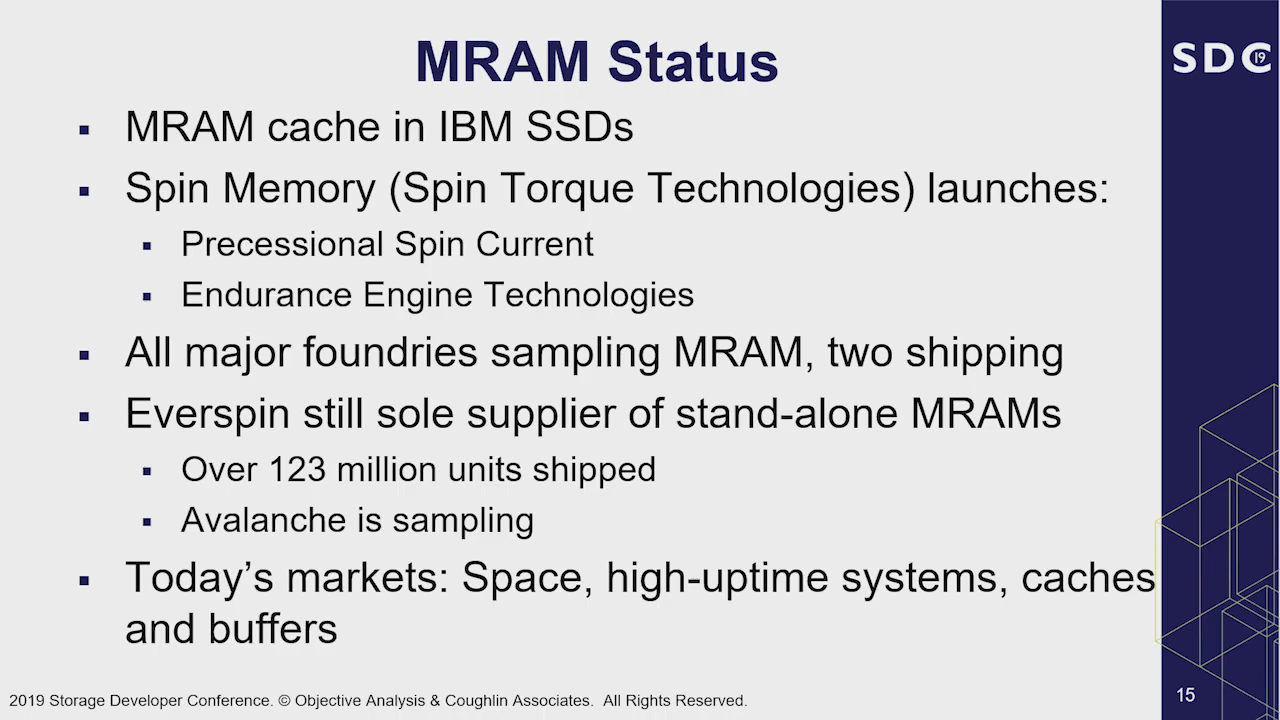 MRAM Status
SDC
19
▪ MRAM cache in IBM SSDs
▪ Spin Memory (Spin Torque Technologies) launches:
▪ Precessional Spin Current
▪ Endurance Engine Technologies
▪ All major foundries sampling MRAM, two shipping
▪ Everspin still sole supplier of stand-alone MRAMs
▪ Over 123 million units shipped
▪ Avalanche is sampling
▪ Today’s markets: Space, high-uptime systems, caches
and buffers
2019 Storage Developer Conference. © Objective Analysis & Coughlin Associates. All Rights Reserved.
15